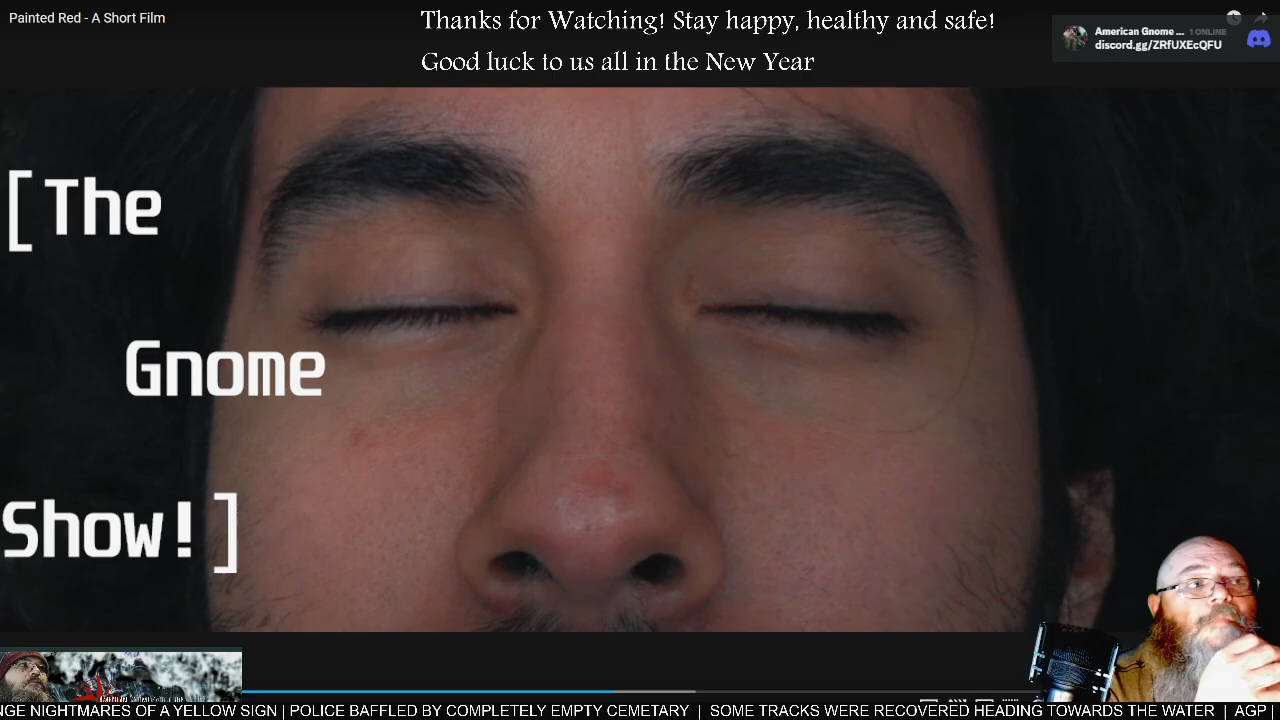 Painted Red - A Short Film
Thanks for Watching! Stay happy, healthy and safe!
Good luck to us all in the New Year
American Gnome ... 1 ONLINE
discord.gg/ZRfUXEcQFU
[The
Gnome
Show!]
NGE NIGHTMARES OF A YELLOW SIGN | POLICE BAFFLED BY COMPLETELY EMPTY CEMETARY | SOME TRACKS WERE RECOVERED HEADING TOWARDS THE WATER | AGP |